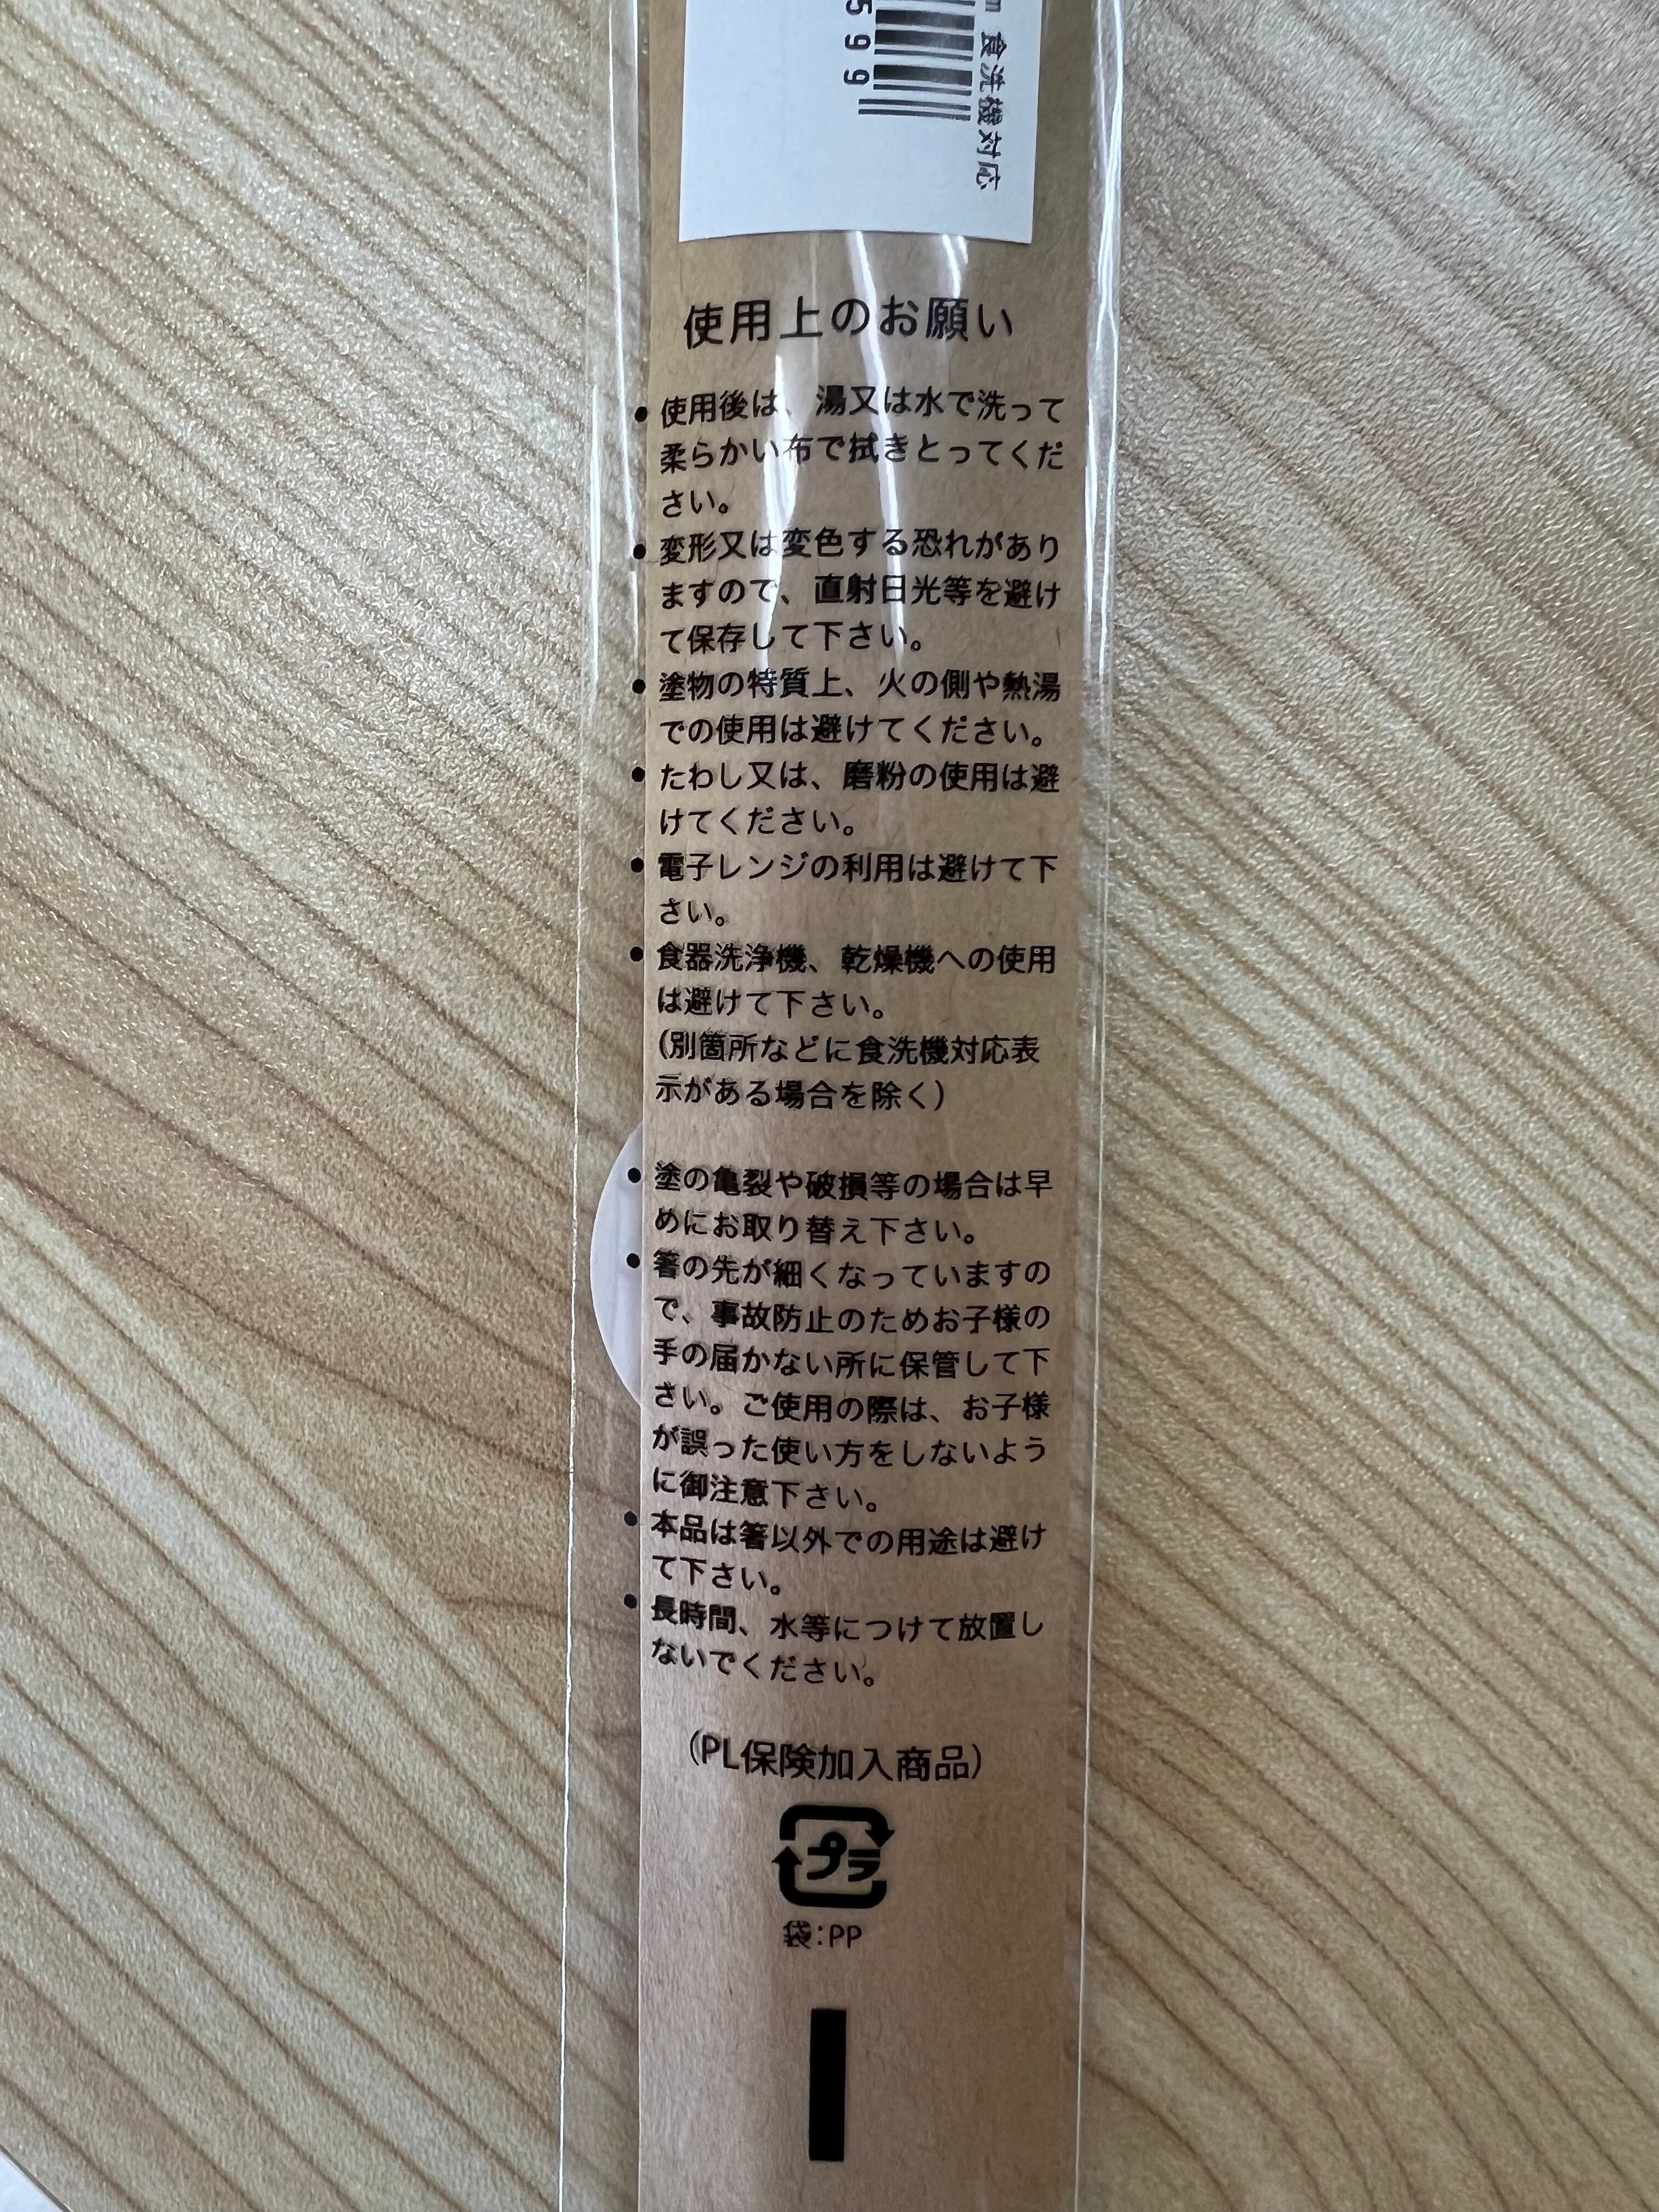 m 食洗機対応
599
使用上のお願い
• 使用後は、湯又は水で洗って
柔らかい布で拭きとってくだ
さい。
• 変形又は変色する恐れがあり
ますので、直射日光等を避け
て保存して下さい。
• 塗物の特質上、火の側や熱湯
での使用は避けてください。
• たわし又は、磨粉の使用は避
けてください。
• 電子レンジの利用は避けて下
さい。
• 食器洗浄機、乾燥機への使用
は避けて下さい。
(別箇所などに食洗機対応表
示がある場合を除く)
• 塗の亀裂や破損等の場合は早
めにお取り替え下さい。
• 箸の先が細くなっていますの
で、事故防止のためお子様の
手の届かない所に保管して下
さい。ご使用の際は、お子様
が誤った使い方をしないよう
に御注意下さい。
• 本品は箸以外での用途は避け
て下さい。
• 長時間、水等につけて放置し
ないでください。
(PL保険加入商品)
プラ
袋:PP